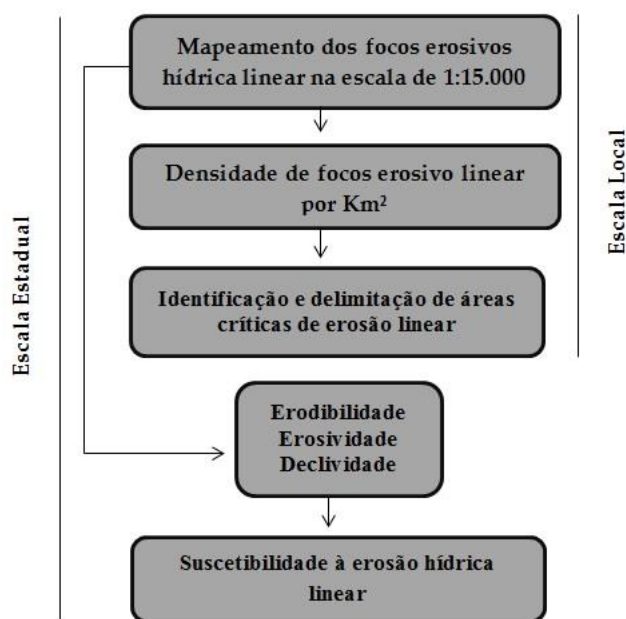 Mapeamento dos focos erosivos
hídrica linear na escala de 1:15.000
Densidade de focos erosivo linear
por Km²
Identificação e delimitação de áreas
críticas de erosão linear
Erodibilidade
Erosividade
Declividade
Suscetibilidade à erosão hídrica
linear
Escala Estadual
Escala Local